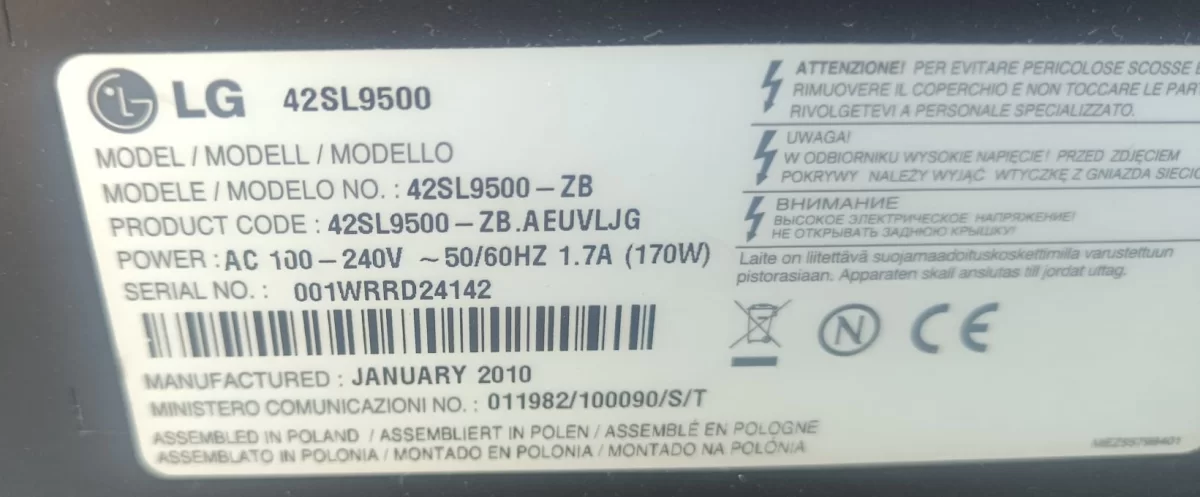 LG 42SL9500
MODEL / MODELL / MODELLO
MODELE / MODELO NO. : 42SL9500 – ZB
PRODUCT CODE : 42SL9500 – ZB.AEUVLJG
POWER : AC 100 – 240V ~ 50/60HZ 1.7A (170W)
SERIAL NO. : 001WRRD24142
MANUFACTURED : JANUARY 2010
MINISTERO COMUNICAZIONI NO. : 011982/100090/S/T
ASSEMBLED IN POLAND / ASSEMBLIERT IN POLEN / ASSEMBLÉ EN POLOGNE
ASSEMBLATO IN POLONIA / MONTADO EN POLONIA / MONTADO NA POLÓNIA
ATTENZIONE! PER EVITARE PERICOLOSE SCOSSE E
RIMUOVERE IL COPERCHIO E NON TOCCARE LE PAR
RIVOLGETEVI A PERSONALE SPECIALIZZATO.
UWAGA!
W ODBIORNIKU WYSOKIE NAPIĘCIE! PRZED ZDJĘCIEM
POKRYWY NALEŻY WYJĄĆ WTYCZKĘ Z GNIAZDA SIECIO
ВНИМАНИЕ
ВЫСОКОЕ ЭЛЕКТРИЧЕСКОЕ НАПРЯЖЕНИЕ!
НЕ ОТКРЫВАТЬ ЗАДНЮЮ КРЫШКУ!
Laite on liitettävä suojamaadoituskoskettimilla varustettuun
pistorasiaan. Apparaten skall anslutas till jordat uttag.
N CE